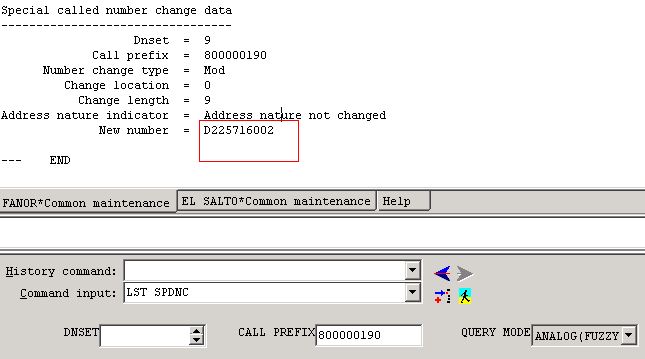 Special called number change data
---------------------------------
Dnset = 9
Call prefix = 800000190
Number change type = Mod
Change location = 0
Change length = 9
Address nature indicator = Address nature not changed
New number = D225716002
--- END
FANOR*Common maintenance EL SALTO*Common maintenance Help
History command:
Command input: LST SPDNC
DNSET CALL PREFIX 800000190 QUERY MODE ANALOG(FUZZY